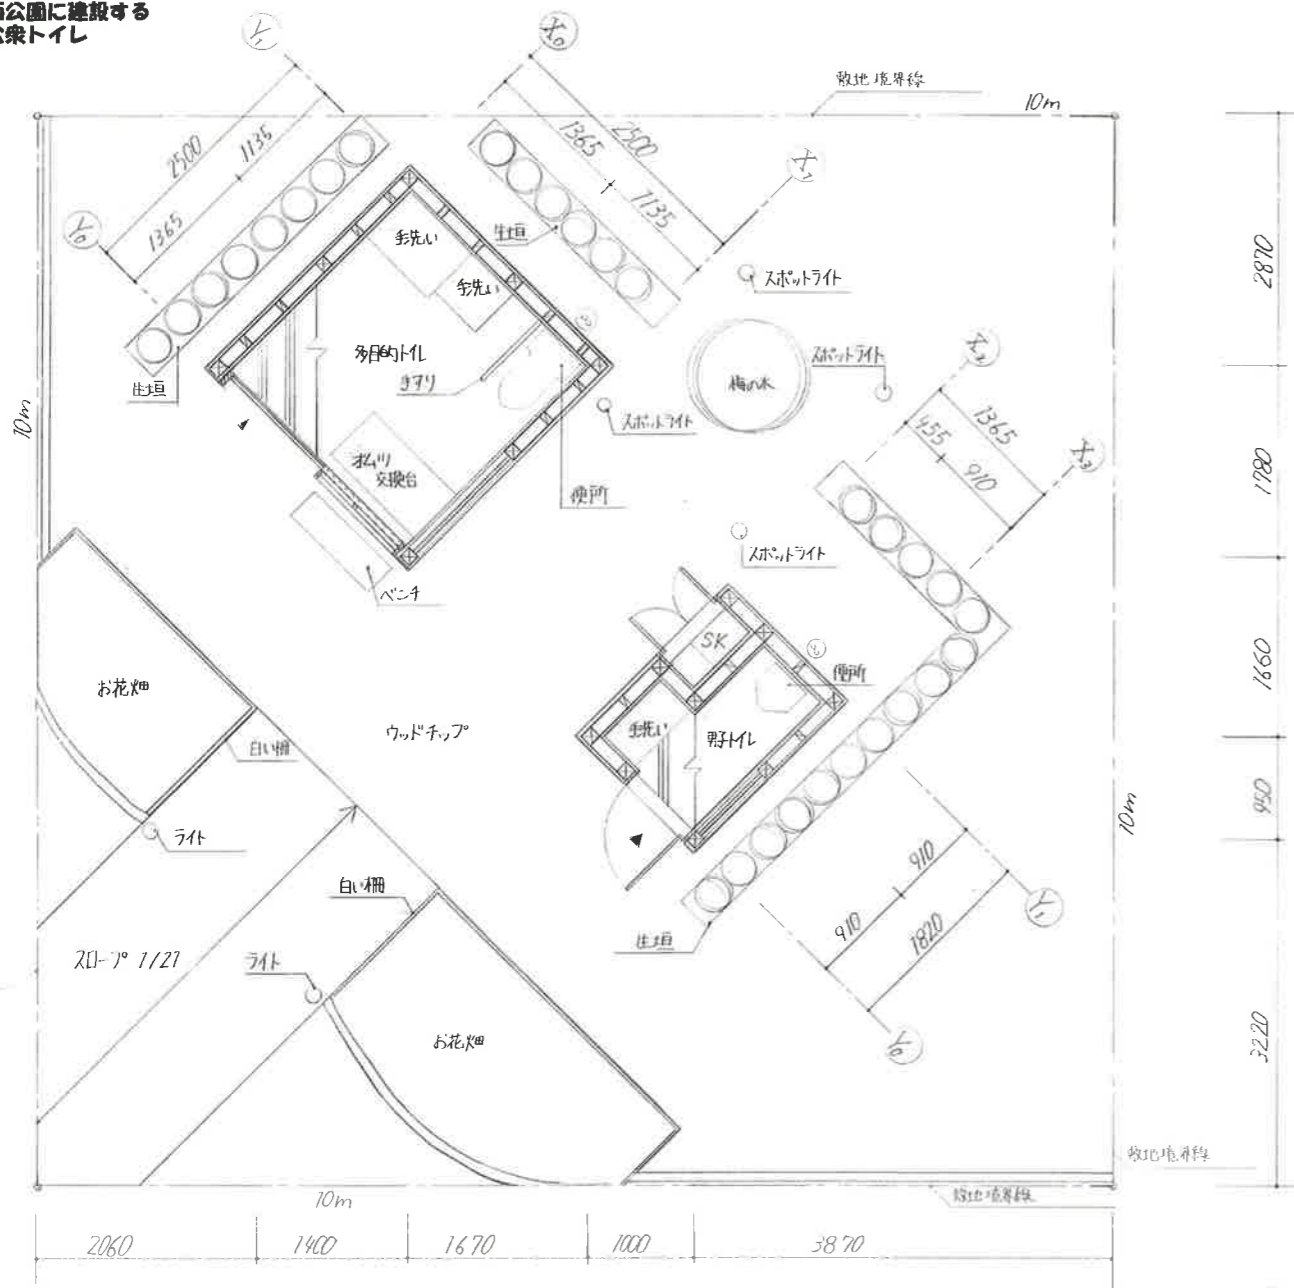 公園に建設する
衆トイレ
Y1
X0
敷地境界線
10m
2500
1135
1365
Y0
1365
2500
1135
X1
生垣
手洗い
手洗い
スポットライト
2870
多目的トイレ
手すり
スポットライト
梅の木
X2
生垣
10m
スポットライト
1365
455
910
オムツ
交換台
便所
X3
1780
スポットライト
ベンチ
SK
便所
1660
お花畑
手洗い
男子トイレ
ウッドチップ
白い柵
950
10m
ライト
910
白い柵
Y1
910
1820
生垣
スロープ 1/21
ライト
お花畑
Y0
3220
敷地境界線
敷地境界線
10m
2060
1400
1670
1000
3870